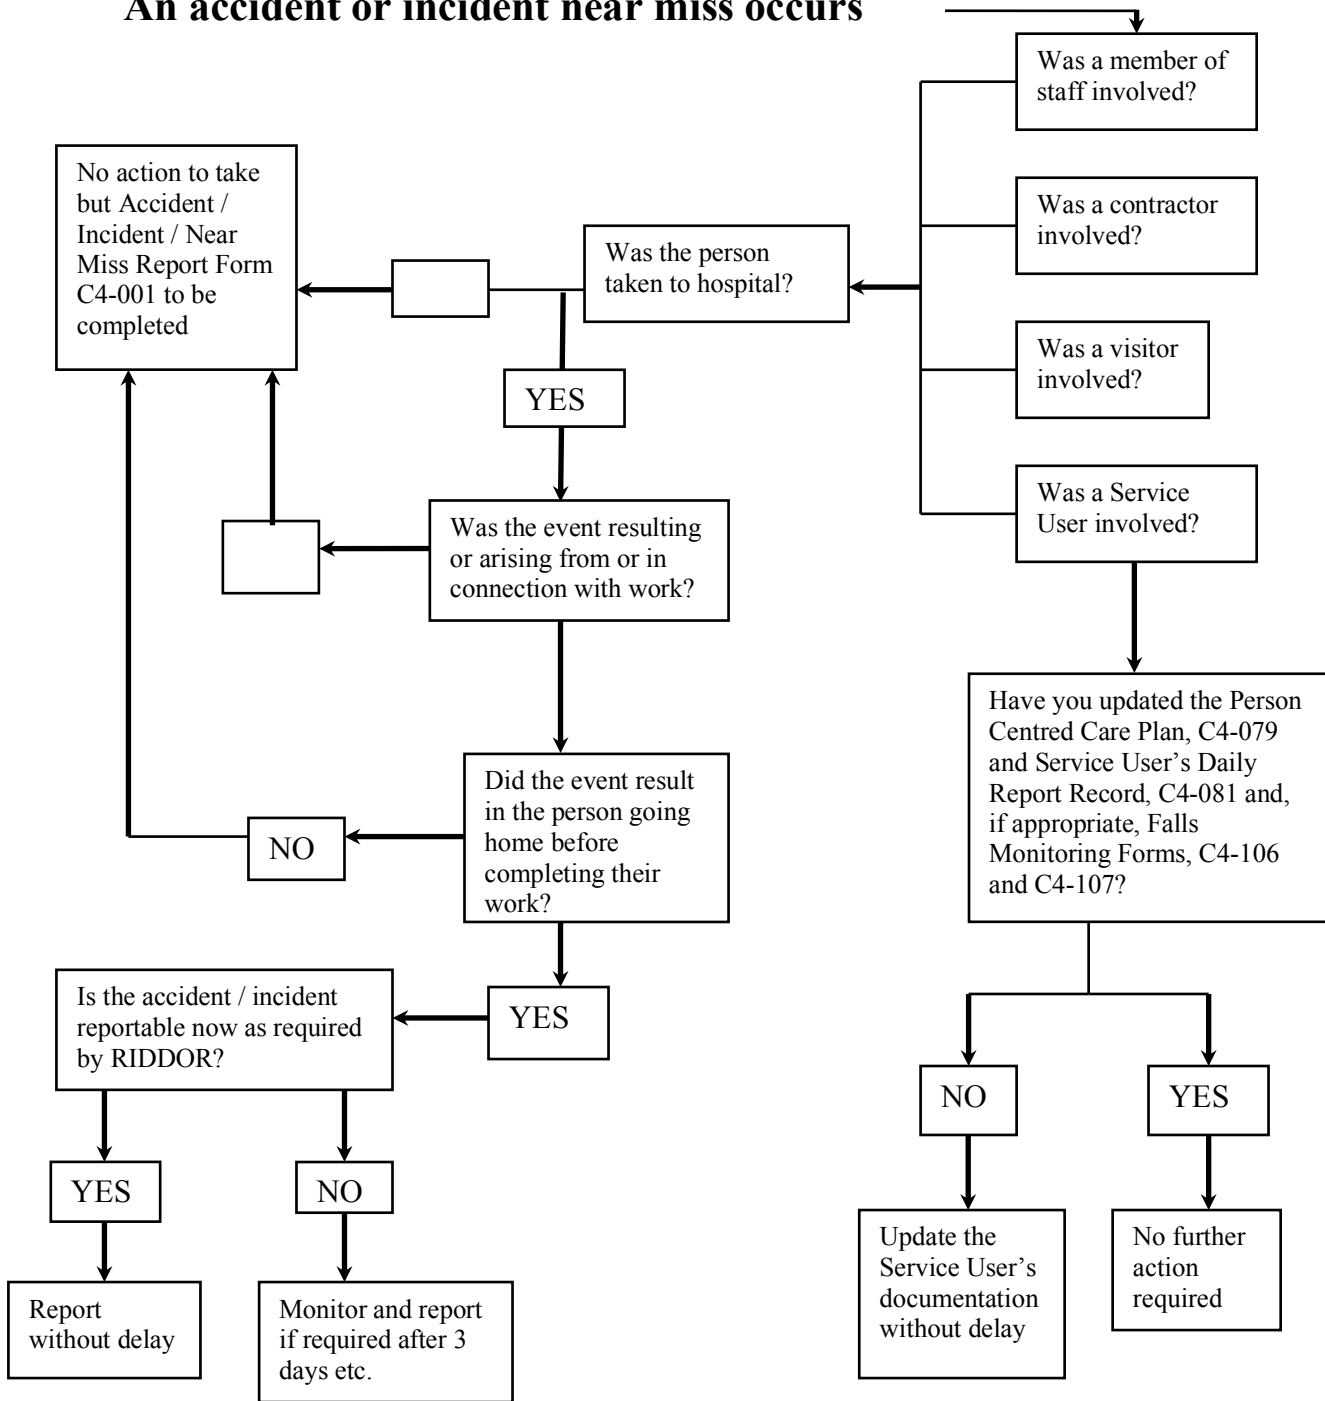 An accident or incident near miss occurs
Was a member of
staff involved?
No action to take
but Accident /
Incident / Near
Miss Report Form
C4-001 to be
completed
Was a contractor
involved?
Was the person
taken to hospital?
Was a visitor
involved?
YES
Was a Service
User involved?
Was the event resulting
or arising from or in
connection with work?
Have you updated the Person
Centred Care Plan, C4-079
and Service User’s Daily
Report Record, C4-081 and,
if appropriate, Falls
Monitoring Forms, C4-106
and C4-107?
Did the event result
in the person going
home before
completing their
work?
NO
Is the accident / incident
reportable now as required
by RIDDOR?
YES
NO
YES
YES
NO
Update the
Service User’s
documentation
without delay
No further
action
required
Report
without delay
Monitor and report
if required after 3
days etc.